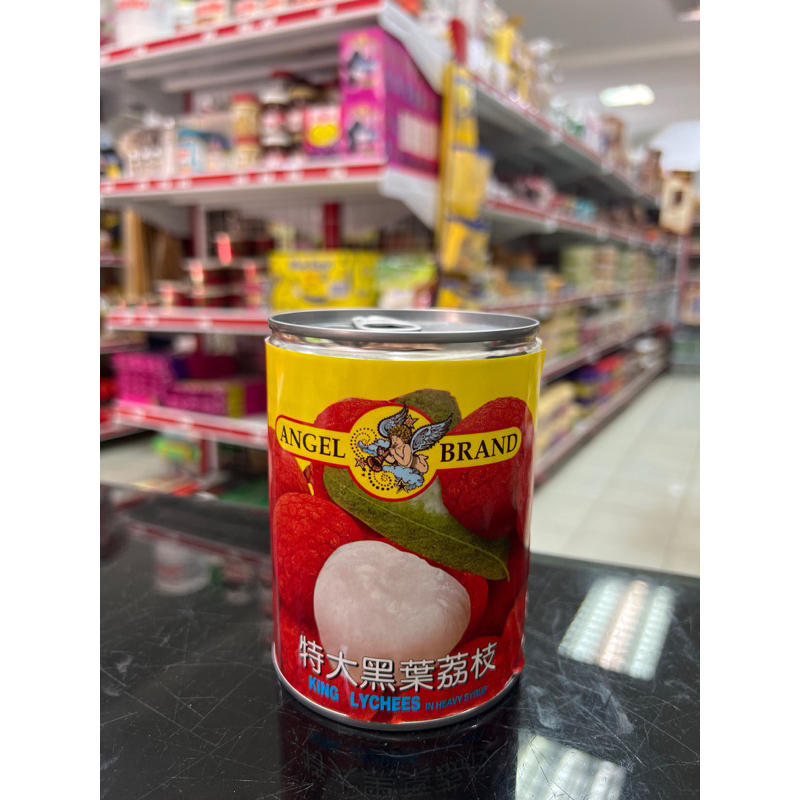 ANGEL BRAND
特大黑葉荔枝
KING LYCHEES IN HEAVY SYRUP